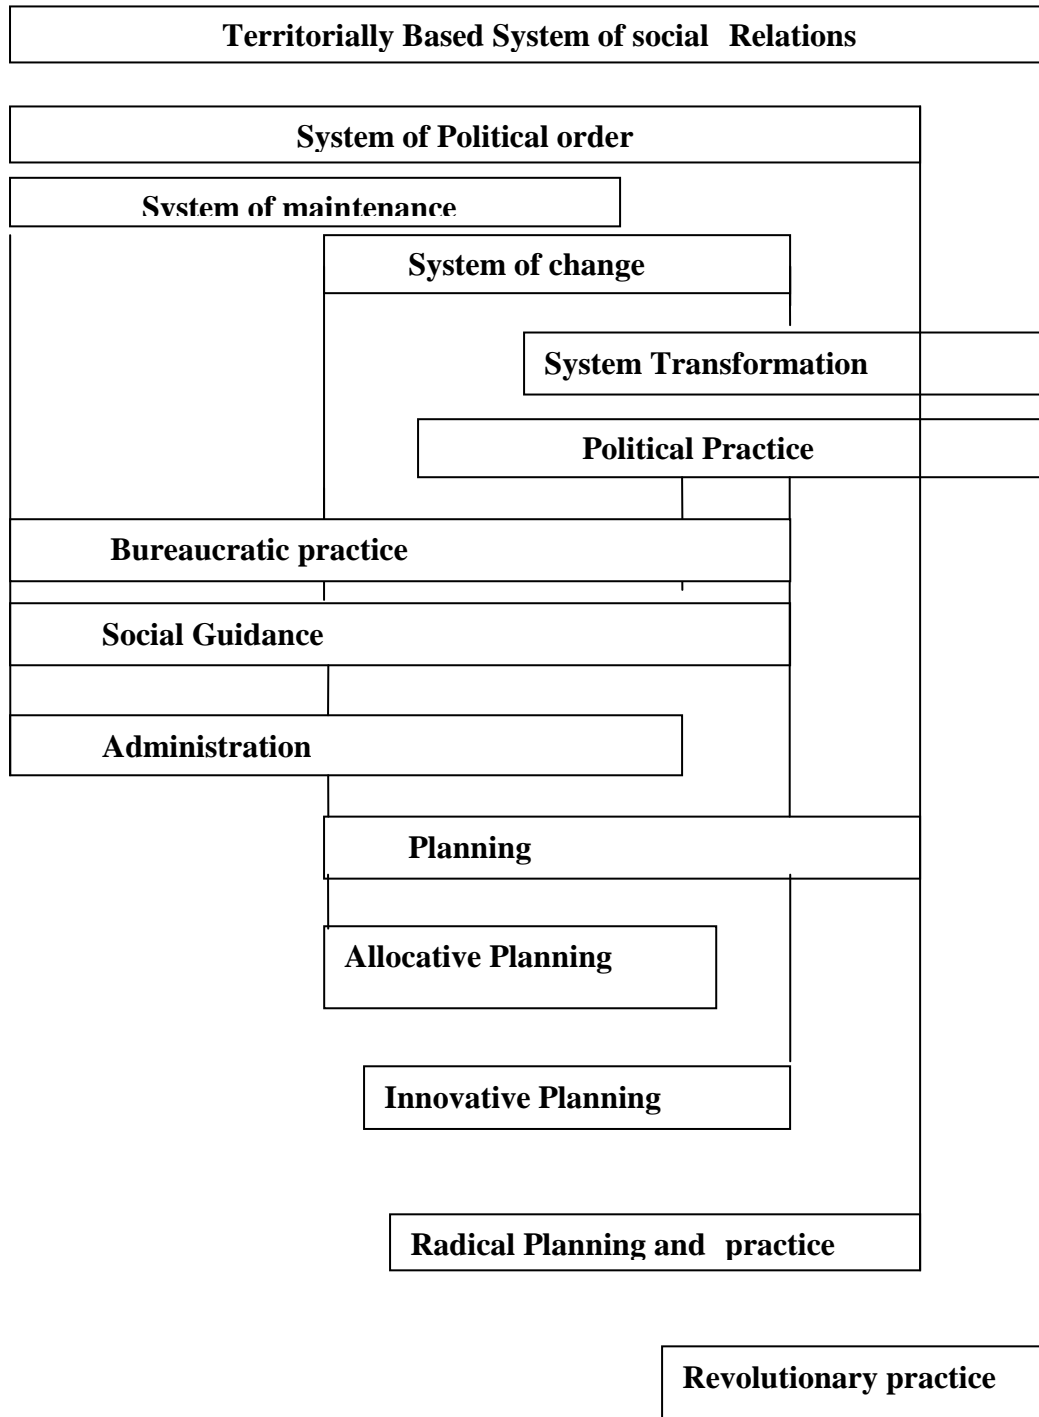 Territorially Based System of social Relations
System of Political order
System of maintenance
System of change
System Transformation
Political Practice
Bureaucratic practice
Social Guidance
Administration
Planning
Allocative Planning
Innovative Planning
Radical Planning and practice
Revolutionary practice